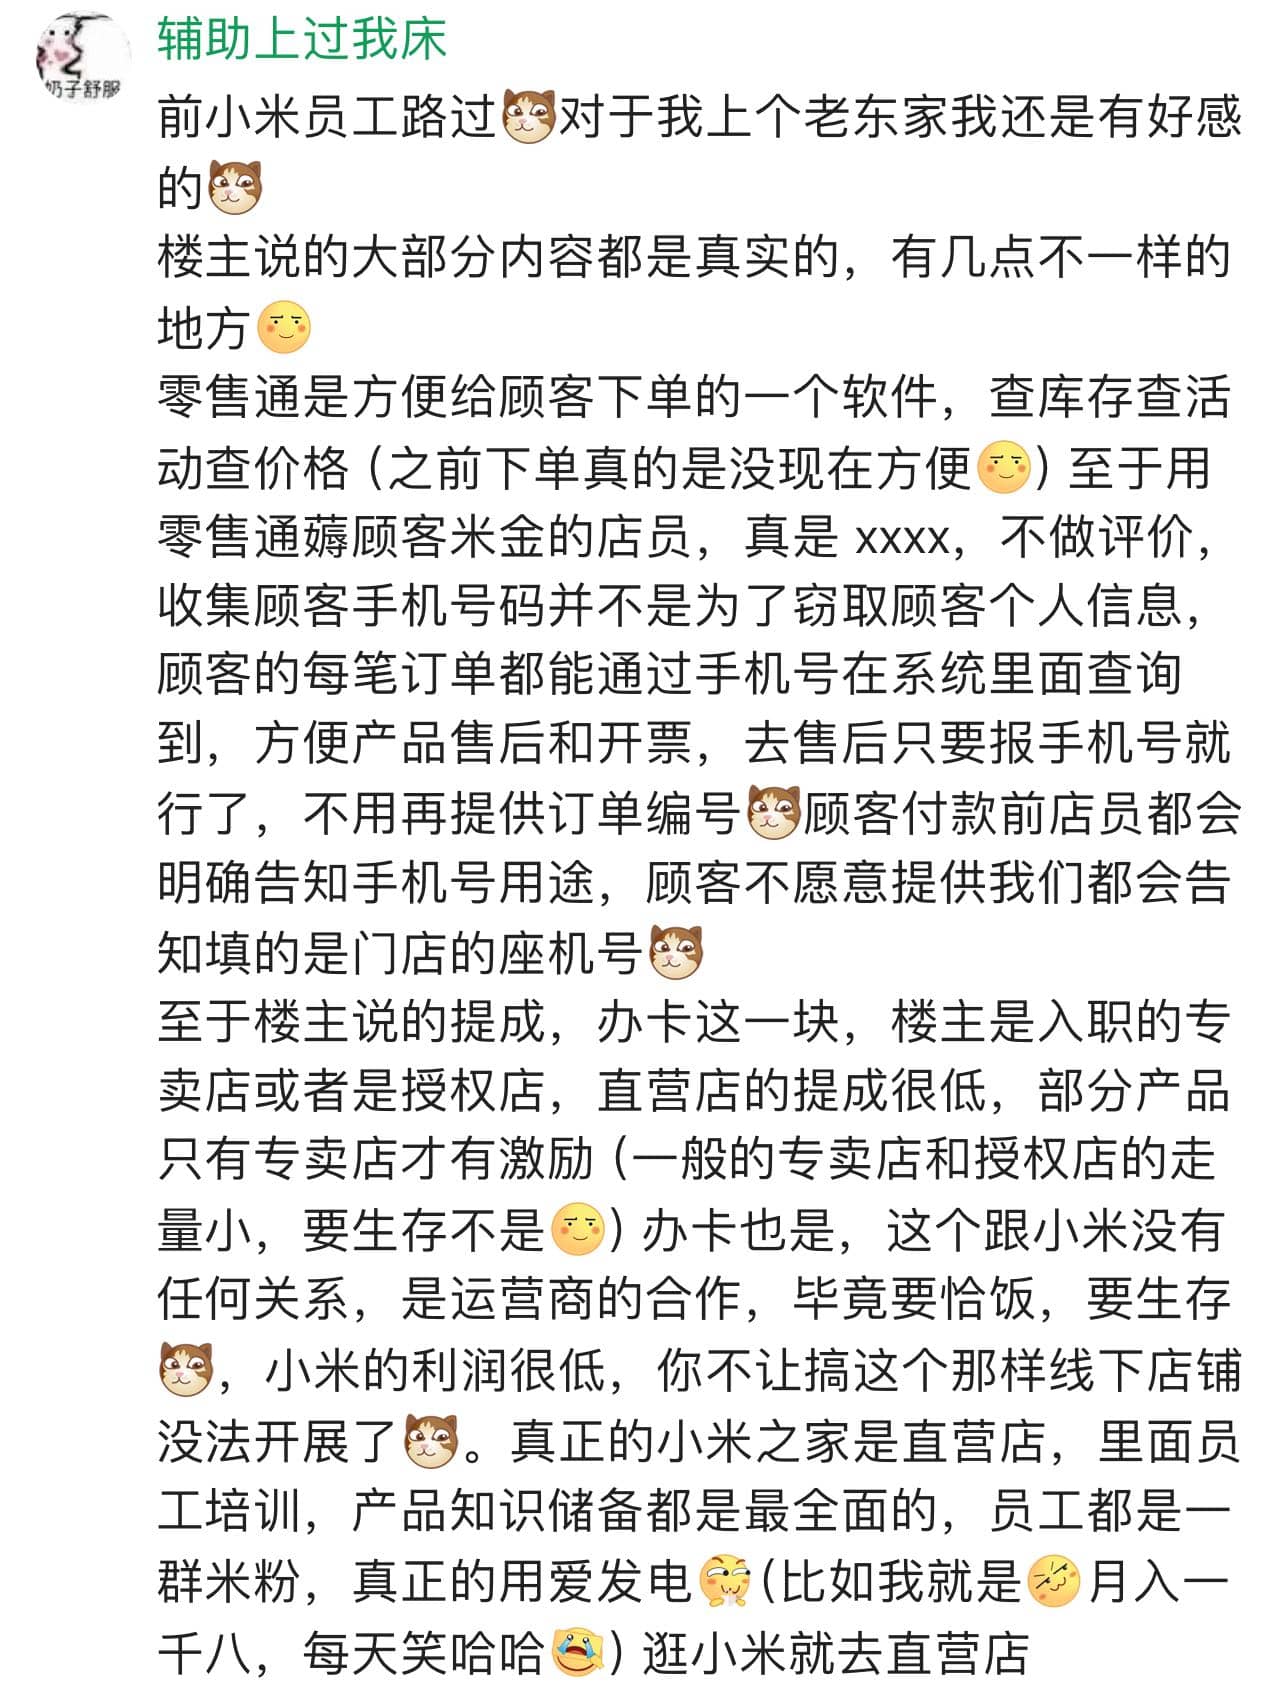 辅助上过我床
奶子舒服
前小米员工路过对于我上个老东家我还是有好感
的
楼主说的大部分内容都是真实的，有几点不一样的
地方
零售通是方便给顾客下单的一个软件，查库存查活
动查价格（之前下单真的是没现在方便）至于用
零售通薅顾客米金的店员，真是 xxxx，不做评价，
收集顾客手机号码并不是为了窃取顾客个人信息，
顾客的每笔订单都能通过手机号在系统里面查询
到，方便产品售后和开票，去售后只要报手机号就
行了，不用再提供订单编号顾客付款前店员都会
明确告知手机号用途，顾客不愿意提供我们都会告
知填的是门店的座机号
至于楼主说的提成，办卡这一块，楼主是入职的专
卖店或者是授权店，直营店的提成很低，部分产品
只有专卖店才有激励（一般的专卖店和授权店的走
量小，要生存不是）办卡也是，这个跟小米没有
任何关系，是运营商的合作，毕竟要恰饭，要生存
，小米的利润很低，你不让搞这个那样线下店铺
没法开展了。真正的小米之家是直营店，里面员
工培训，产品知识储备都是最全面的，员工都是一
群米粉，真正的用爱发电（比如我就是月入一
千八，每天笑哈哈）逛小米就去直营店